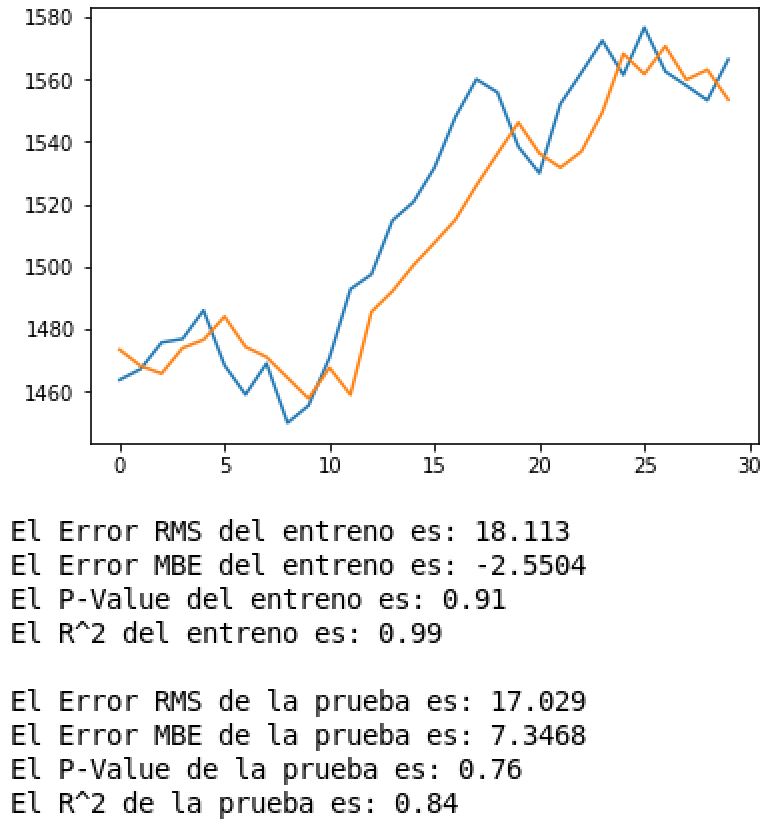 1580
1560
1540
1520
1500
1480
1460
0 5 10 15 20 25 30
El Error RMS del entreno es: 18.113
El Error MBE del entreno es: -2.5504
El P-Value del entreno es: 0.91
El R^2 del entreno es: 0.99
El Error RMS de la prueba es: 17.029
El Error MBE de la prueba es: 7.3468
El P-Value de la prueba es: 0.76
El R^2 de la prueba es: 0.84